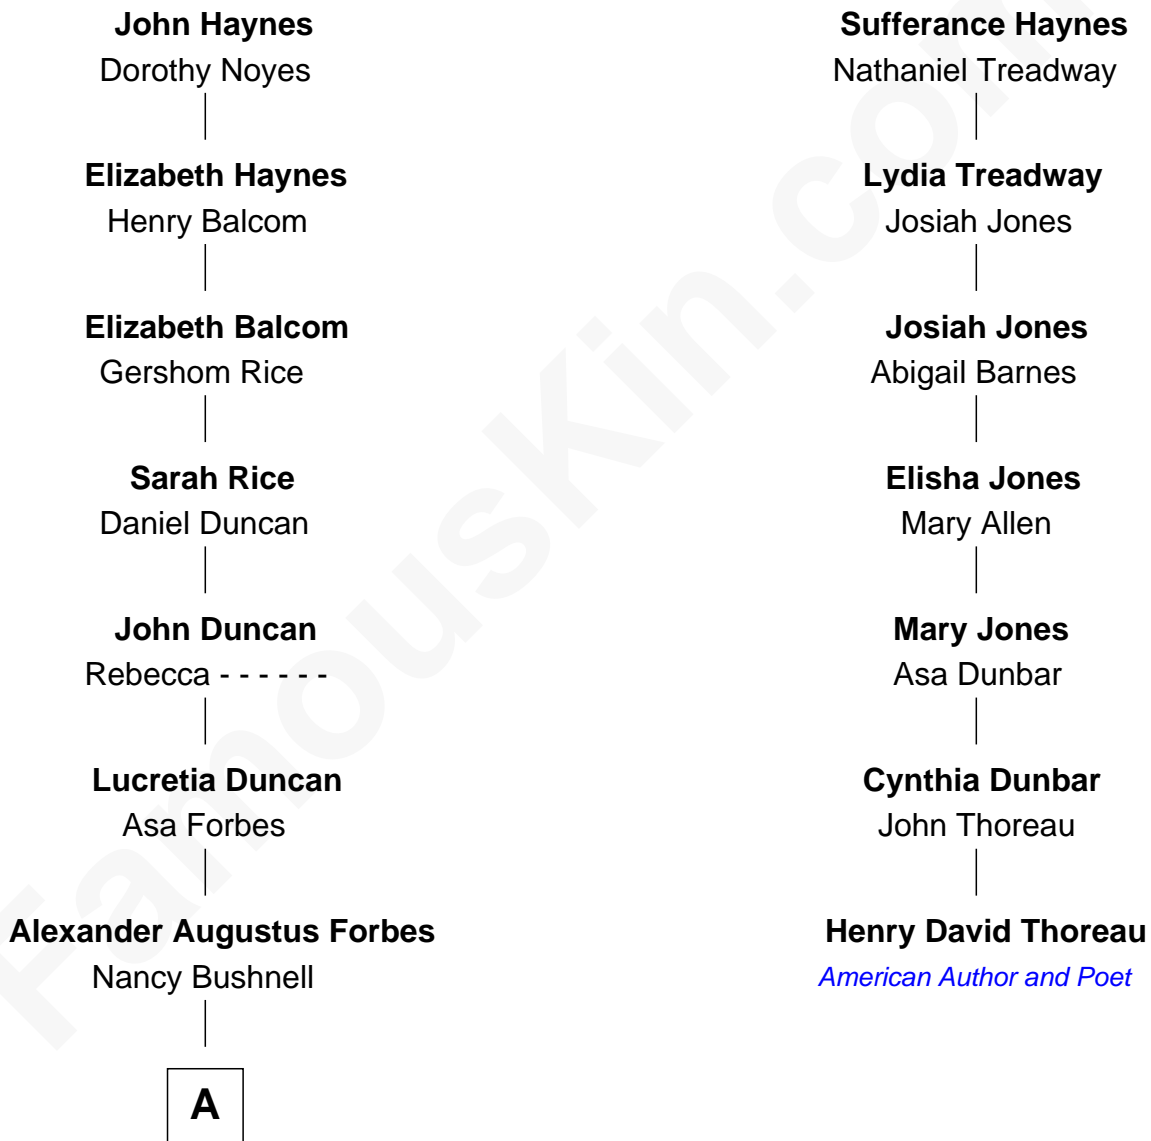 John Haynes
Dorothy Noyes
Elizabeth Haynes
Henry Balcom
Elizabeth Balcom
Gershom Rice
Sarah Rice
Daniel Duncan
John Duncan
Rebecca - - - - - -
Lucretia Duncan
Asa Forbes
Alexander Augustus Forbes
Nancy Bushnell
A
Sufferance Haynes
Nathaniel Treadway
Lydia Treadway
Josiah Jones
Josiah Jones
Abigail Barnes
Elisha Jones
Mary Allen
Mary Jones
Asa Dunbar
Cynthia Dunbar
John Thoreau
Henry David Thoreau
American Author and Poet
FamousKin.com